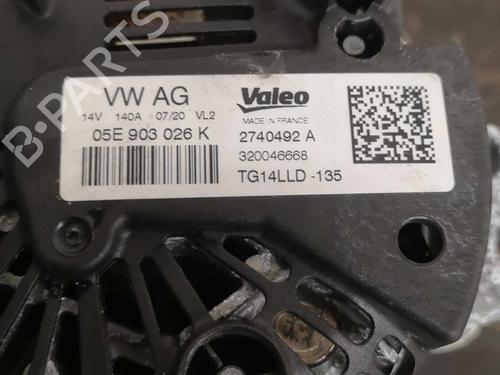 B-PARTS
VW AG
14V 140A 07/20 VL2
05E 903 026 K
Valeo
MADE IN FRANCE
2740492 A
320046668
TG14LLD -135